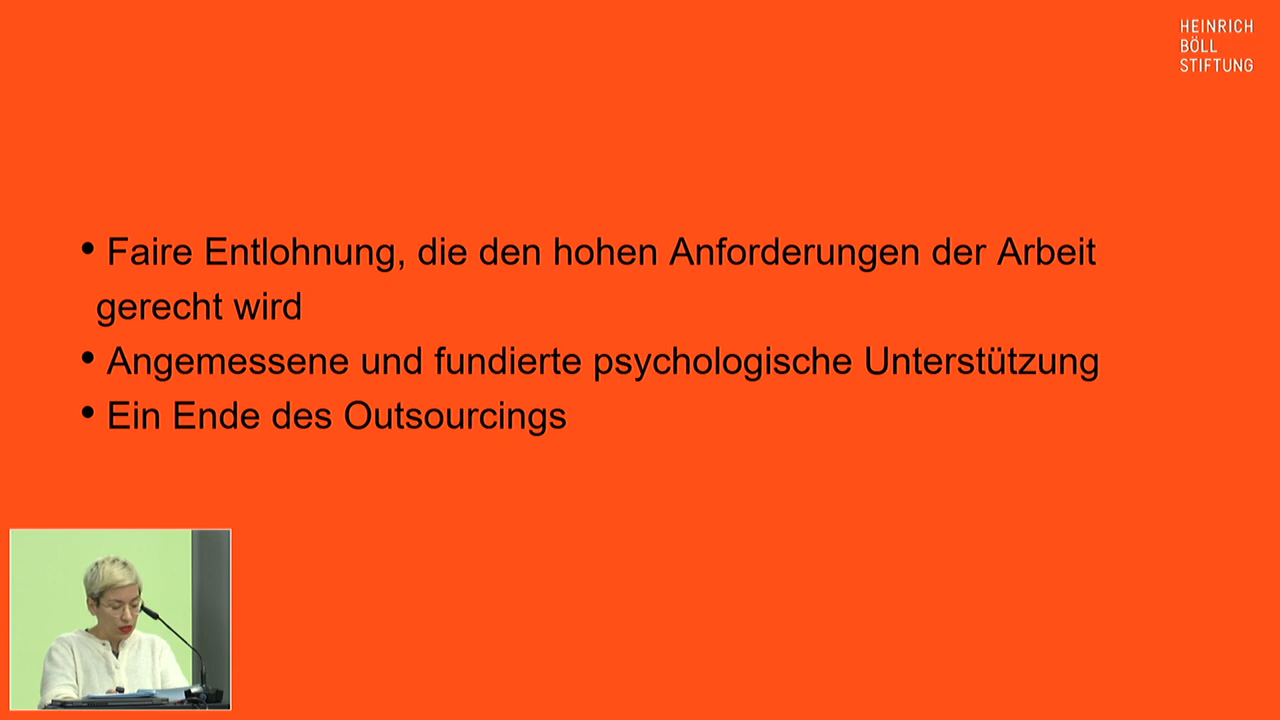 HEINRICH
BÖLL
STIFTUNG
• Faire Entlohnung, die den hohen Anforderungen der Arbeit
gerecht wird
• Angemessene und fundierte psychologische Unterstützung
• Ein Ende des Outsourcings